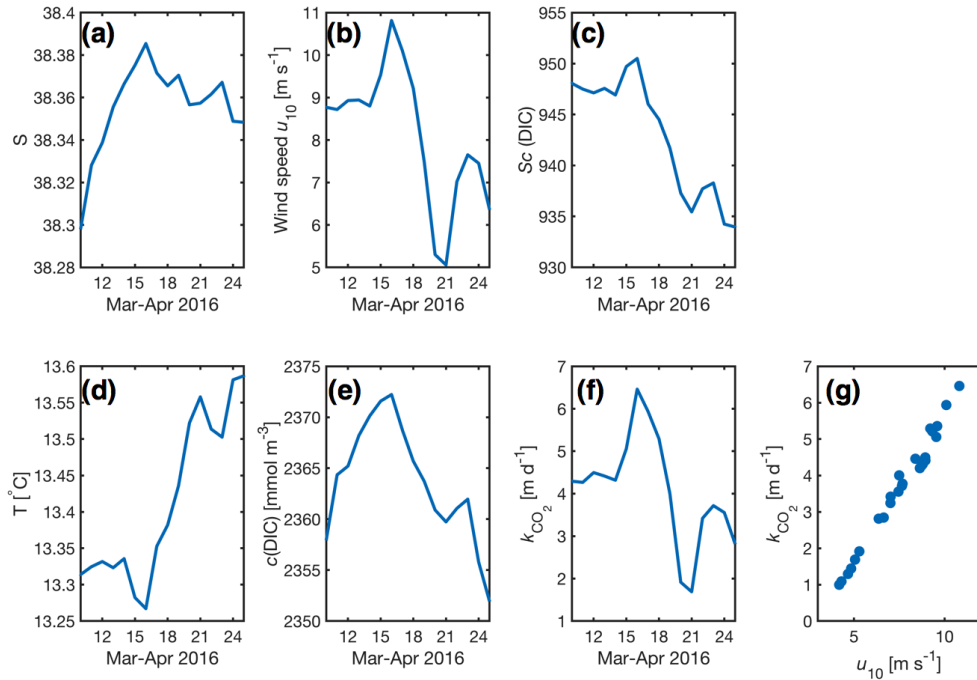 (a)
S
38.4
38.38
38.36
38.34
38.32
38.3
38.28
12 15 18 21 24
Mar-Apr 2016
(b)
Wind speed u10 [m s-1]
11
10
9
8
7
6
5
12 15 18 21 24
Mar-Apr 2016
(c)
Sc (DIC)
955
950
945
940
935
930
12 15 18 21 24
Mar-Apr 2016
(d)
T [°C]
13.6
13.55
13.5
13.45
13.4
13.35
13.3
13.25
12 15 18 21 24
Mar-Apr 2016
(e)
c(DIC) [mmol m-3]
2375
2370
2365
2360
2355
2350
12 15 18 21 24
Mar-Apr 2016
(f)
kCO2 [m d-1]
7
6
5
4
3
2
1
12 15 18 21 24
Mar-Apr 2016
(g)
kCO2 [m d-1]
7
6
5
4
3
2
1
0
5 10
u10 [m s-1]